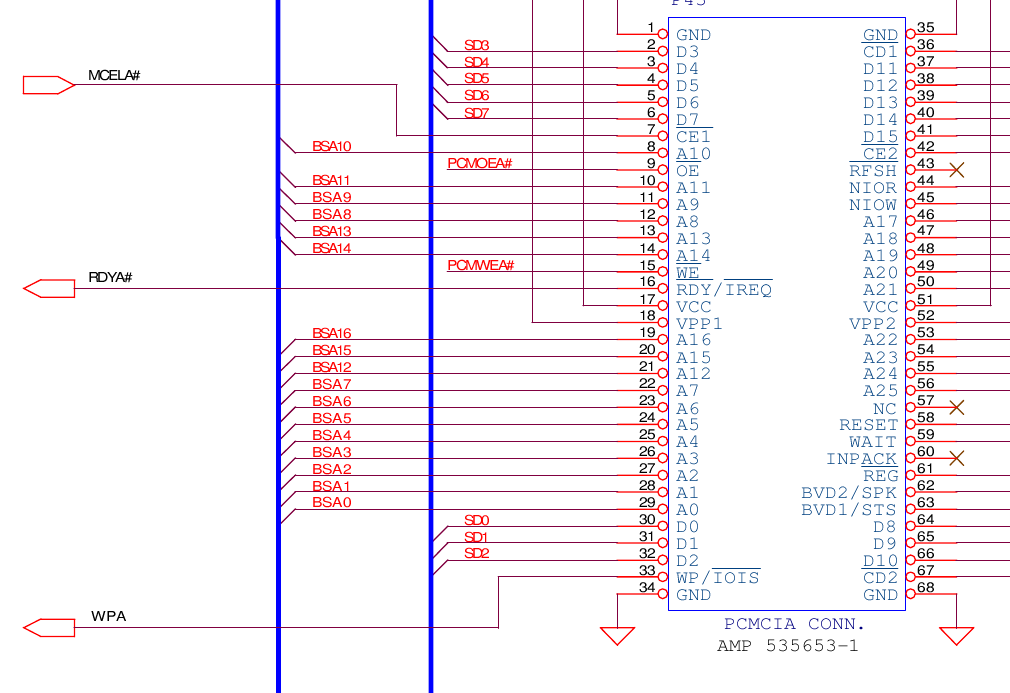 P45
1 GND GND 35
SD3 2 D3 CD1 36
SD4 3 D4 D11 37
MCELA# SD5 4 D5 D12 38
SD6 5 D6 D13 39
SD7 6 D7 D14 40
7 CE1 D15 41
BSA10 8 A10 CE2 42
PCMOEA# 9 OE RFSH 43
BSA11 10 A11 NIOR 44
BSA9 11 A9 NIOW 45
BSA8 12 A8 A17 46
BSA13 13 A13 A18 47
BSA14 14 A14 A19 48
PCMWEA# 15 WE A20 49
RDYA# 16 RDY/IREQ A21 50
17 VCC VCC 51
18 VPP1 VPP2 52
BSA16 19 A16 A22 53
BSA15 20 A15 A23 54
BSA12 21 A12 A24 55
BSA7 22 A7 A25 56
BSA6 23 A6 NC 57
BSA5 24 A5 RESET 58
BSA4 25 A4 WAIT 59
BSA3 26 A3 INPACK 60
BSA2 27 A2 REG 61
BSA1 28 A1 BVD2/SPK 62
BSA0 29 A0 BVD1/STS 63
SD0 30 D0 D8 64
SD1 31 D1 D9 65
SD2 32 D2 D10 66
33 WP/IOIS CD2 67
34 GND GND 68
WPA
PCMCIA CONN.
AMP 535653-1